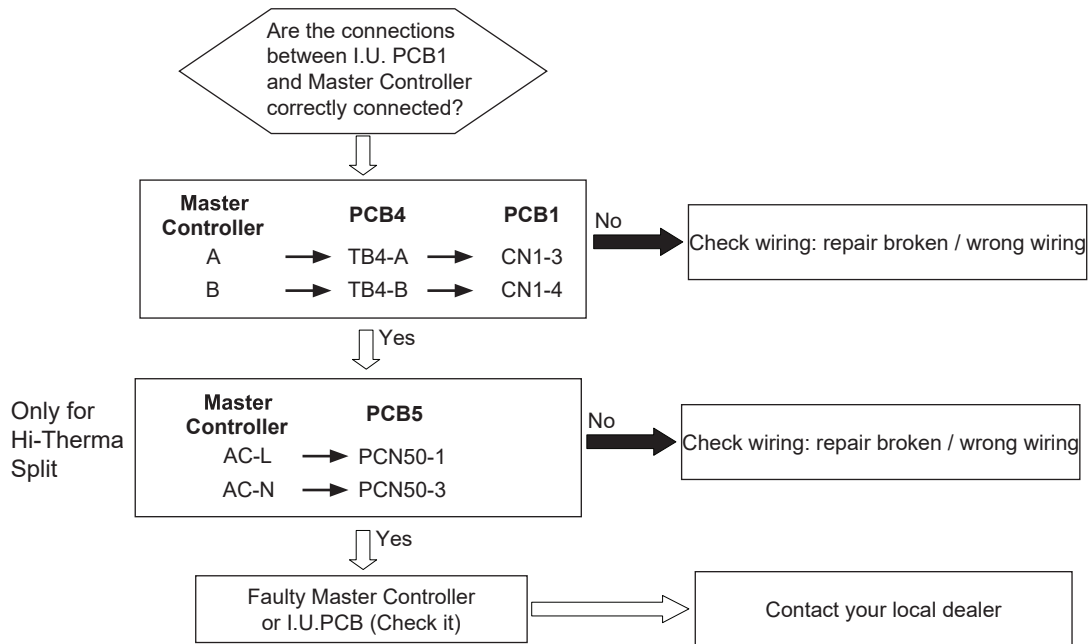 Are the connections
between I.U. PCB1
and Master Controller
correctly connected?
Master
Controller
PCB4
PCB1
A
TB4-A
CN1-3
B
TB4-B
CN1-4
No
Check wiring: repair broken / wrong wiring
Yes
Only for
Hi-Therma
Split
Master
Controller
PCB5
AC-L
PCN50-1
AC-N
PCN50-3
No
Check wiring: repair broken / wrong wiring
Yes
Faulty Master Controller
or I.U.PCB (Check it)
Contact your local dealer